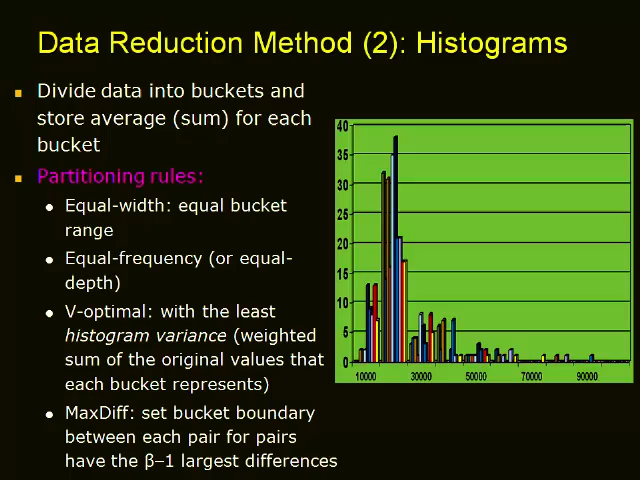 Data Reduction Method (2): Histograms
Divide data into buckets and
store average (sum) for each
bucket
Partitioning rules:
Equal-width: equal bucket
range
Equal-frequency (or equal-
depth)
V-optimal: with the least
histogram variance (weighted
sum of the original values that
each bucket represents)
MaxDiff: set bucket boundary
between each pair for pairs
have the β–1 largest differences
40
35
30
25
20
15
10
5
0
10000 30000 50000 70000 90000